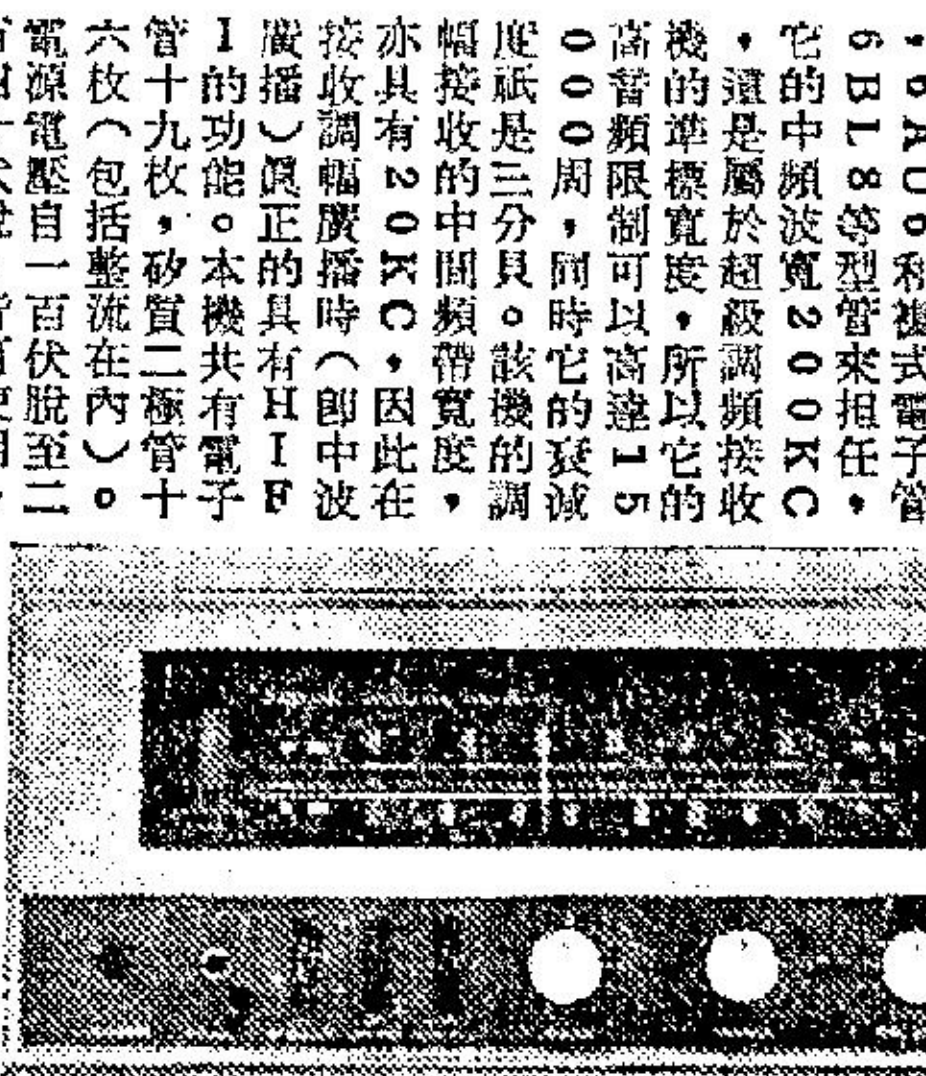 ，6AU6和複式電子管
6BL8等型管來担任，
它的中頻波寬200KC
，還是屬於超級調頻接收
機的準標寬度，所以它的
高音頻限制可以高達15
000周，同時它的衰減
度祇是三分貝。該機的調
幅接收的中間頻帶寬度，
亦具有20KC，因此在
接收調幅廣播時（即中波
廣播）眞正的具有HIF
I的功能。本機共有電子
管十九枚，矽質二極管十
六枚（包括整流在內）。
電源電壓自一百伏脫至二